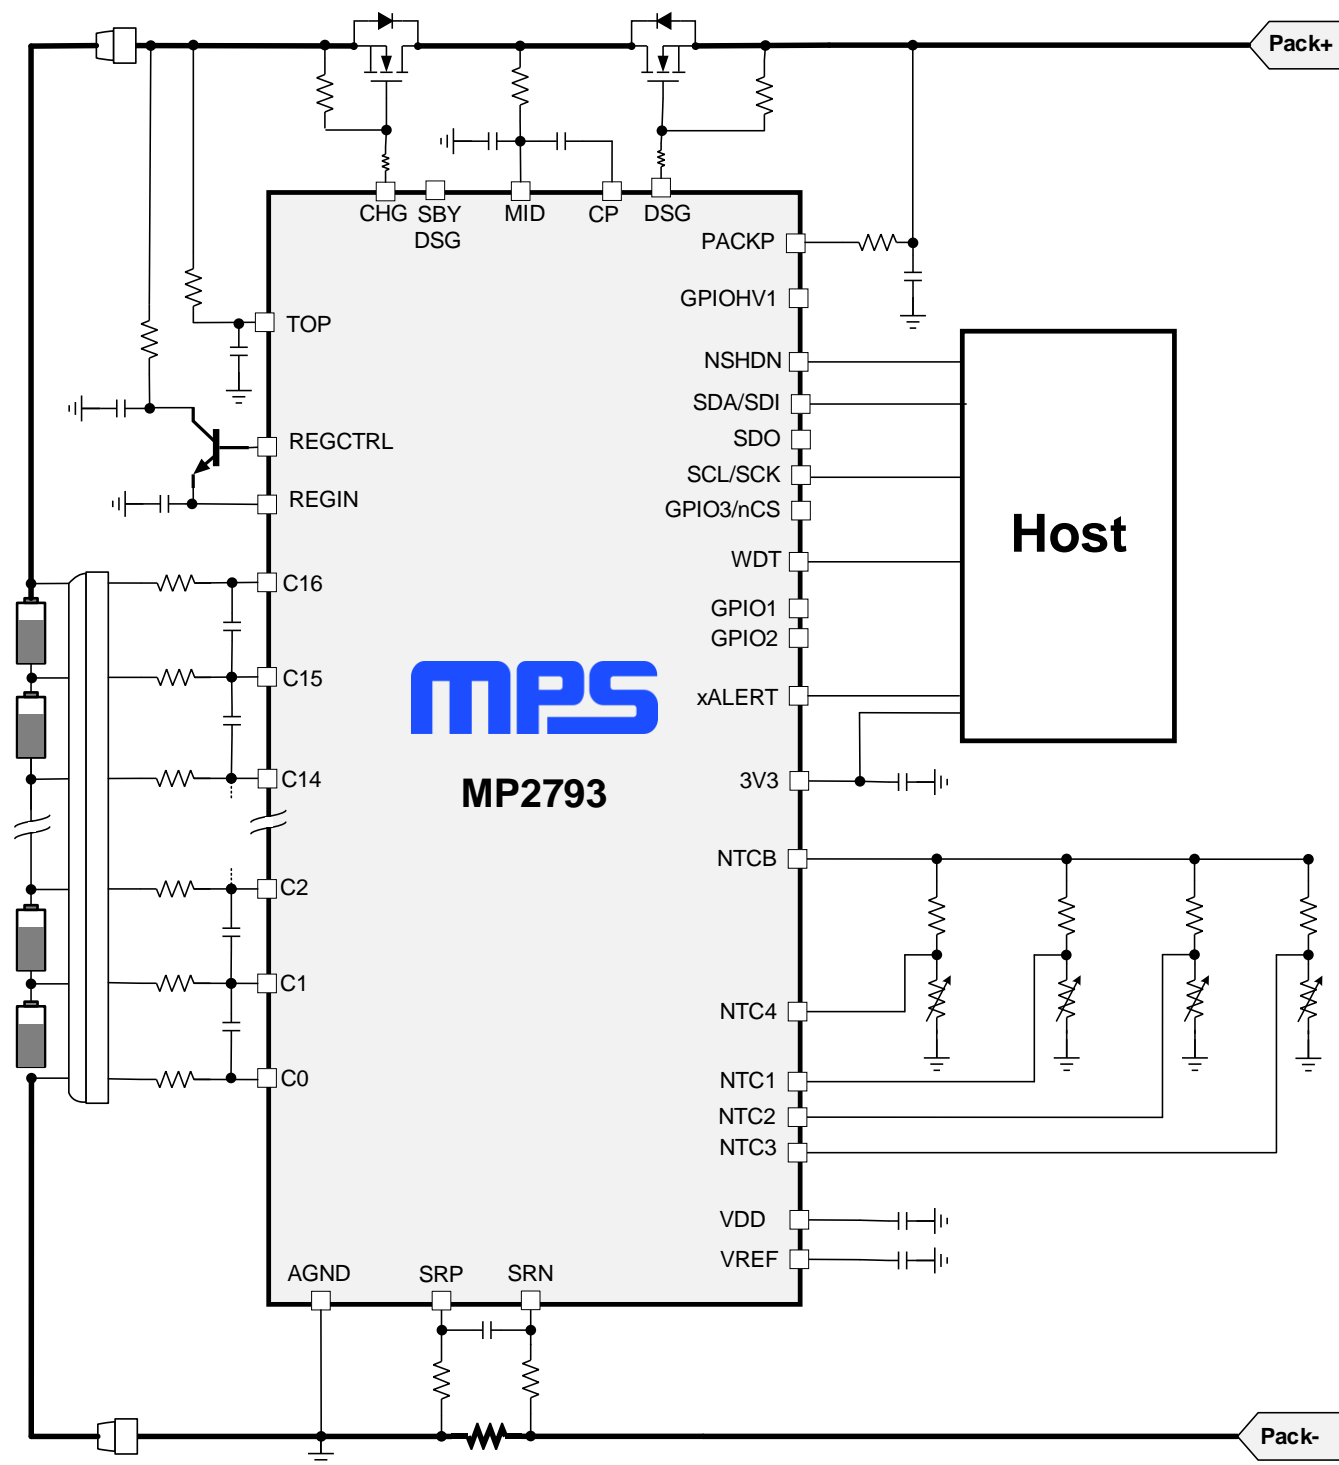 Pack+
CHG
SBY
DSG
MID
CP
DSG
PACKP
GPIOHV1
TOP
NSHDN
SDA/SDI
REGCTRL
SDO
SCL/SCK
REGIN
GPIO3/nCS
Host
WDT
C16
GPIO1
GPIO2
C15
xALERT
MPS
C14
3V3
MP2793
NTCB
C2
C1
NTC4
C0
NTC1
NTC2
NTC3
VDD
VREF
AGND
SRP
SRN
Pack-